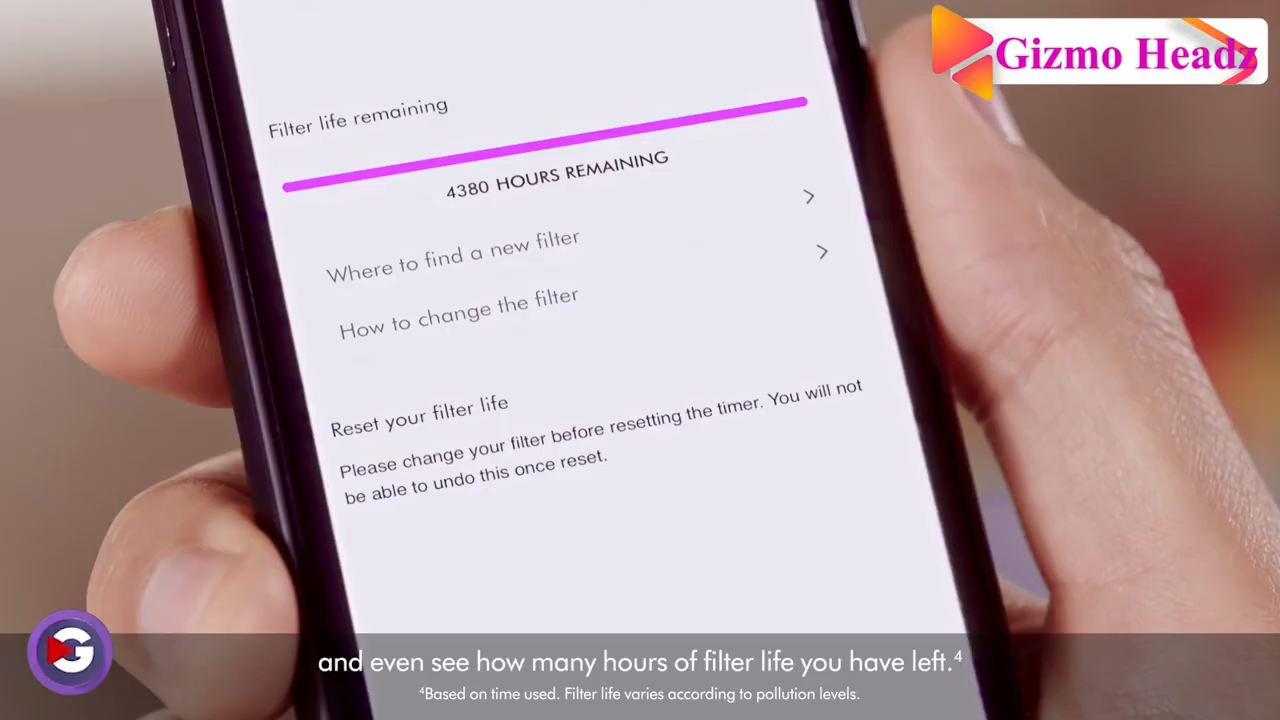 Gizmo Headz
Filter life remaining
4380 HOURS REMAINING
Where to find a new filter
How to change the filter
Reset your filter life
Please change your filter before resetting the timer. You will not
be able to undo this once reset.
G
and even see how many hours of filter life you have left.⁴
⁴Based on time used. Filter life varies according to pollution levels.